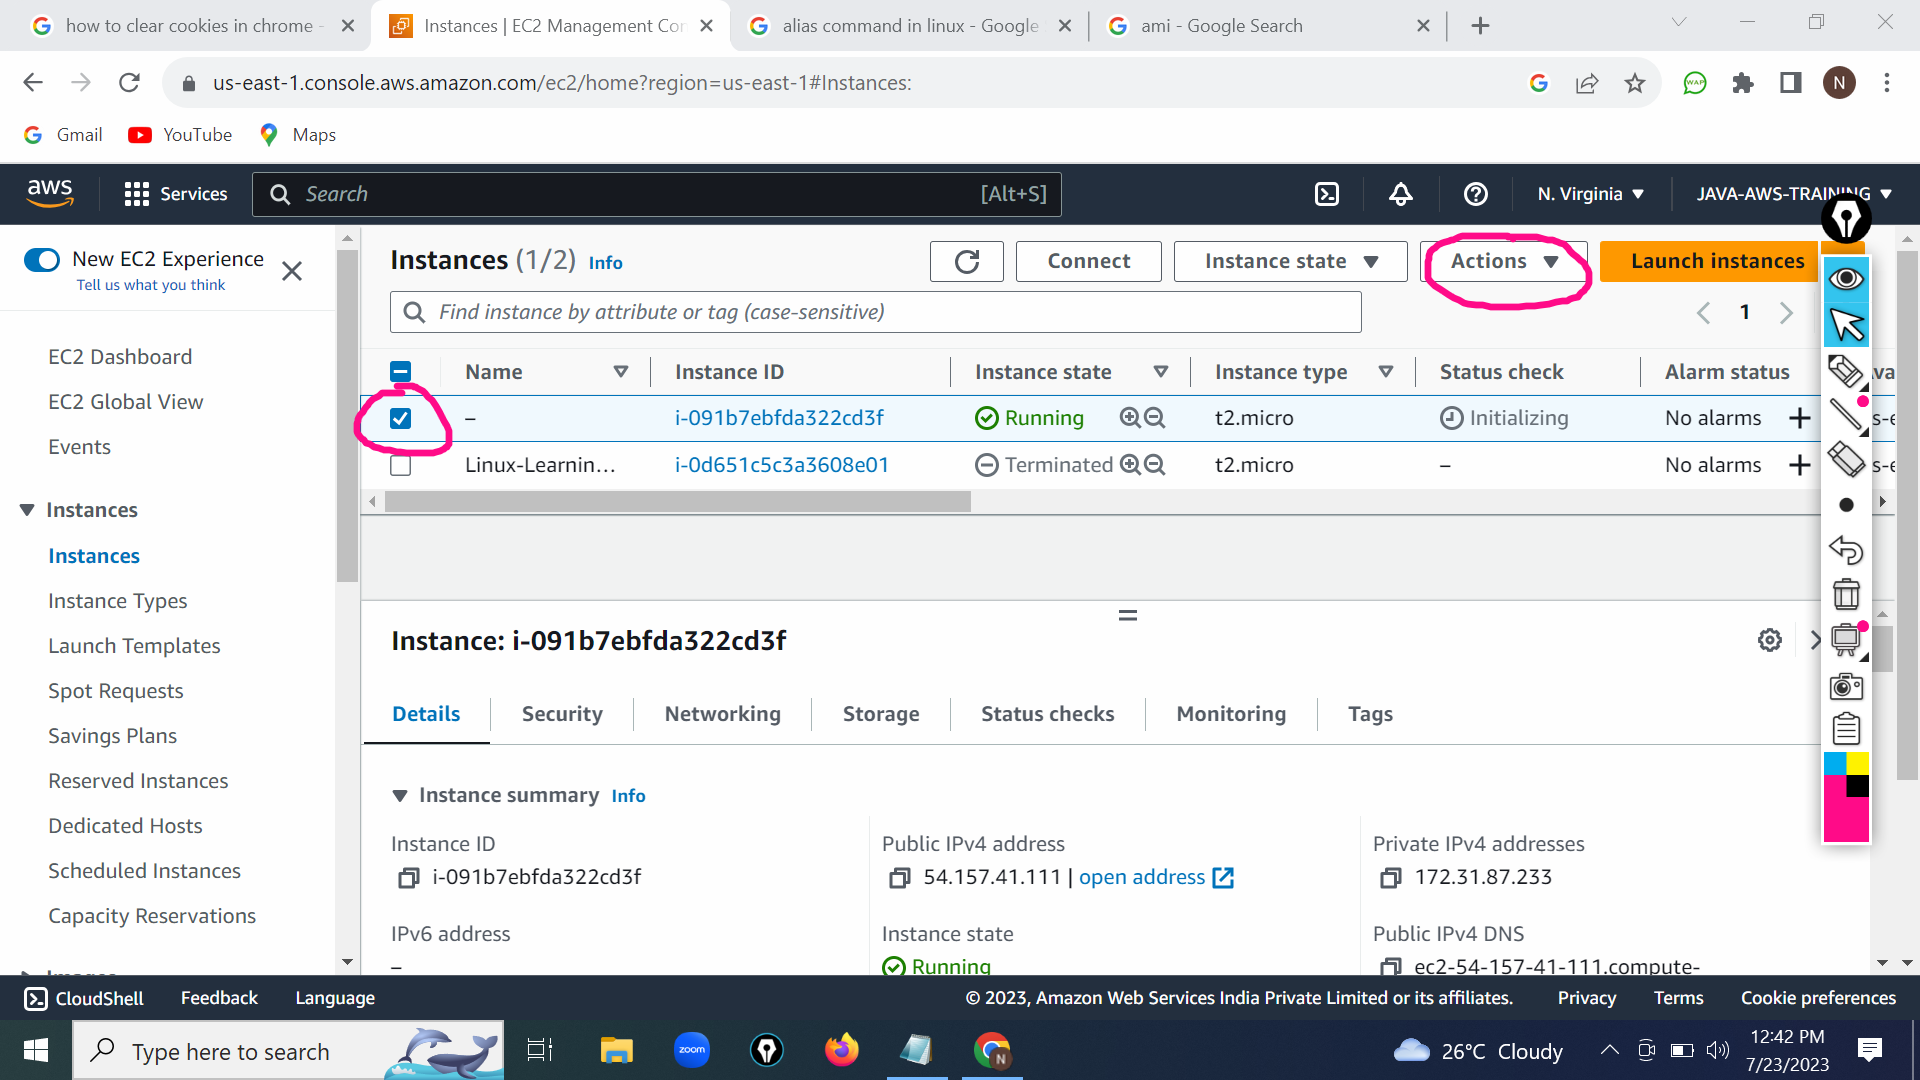 how to clear cookies in chrome -
Instances | EC2 Management Cor
alias command in linux - Google
ami - Google Search
us-east-1.console.aws.amazon.com/ec2/home?region=us-east-1#Instances:
WAP
N
Gmail
YouTube
Maps
aws
Services
Search
[Alt+S]
N. Virginia
JAVA-AWS-TRAINING
New EC2 Experience
Tell us what you think
EC2 Dashboard
EC2 Global View
Events
Instances
Instances
Instance Types
Launch Templates
Spot Requests
Savings Plans
Reserved Instances
Dedicated Hosts
Scheduled Instances
Capacity Reservations
Images
Instances (1/2) Info
Connect
Instance state
Actions
Launch instances
Find instance by attribute or tag (case-sensitive)
1
Name Instance ID Instance state Instance type Status check Alarm status
– i-091b7ebfda322cd3f Running t2.micro Initializing No alarms +
Linux-Learnin... i-0d651c5c3a3608e01 Terminated t2.micro – No alarms +
Instance: i-091b7ebfda322cd3f
Details Security Networking Storage Status checks Monitoring Tags
Instance summary Info
Instance ID
i-091b7ebfda322cd3f
Public IPv4 address
54.157.41.111 | open address
Private IPv4 addresses
172.31.87.233
IPv6 address
–
Instance state
Running
Public IPv4 DNS
ec2-54-157-41-111.compute-
CloudShell Feedback Language
© 2023, Amazon Web Services India Private Limited or its affiliates. Privacy Terms Cookie preferences
Type here to search
zoom
N
26°C Cloudy
12:42 PM
7/23/2023